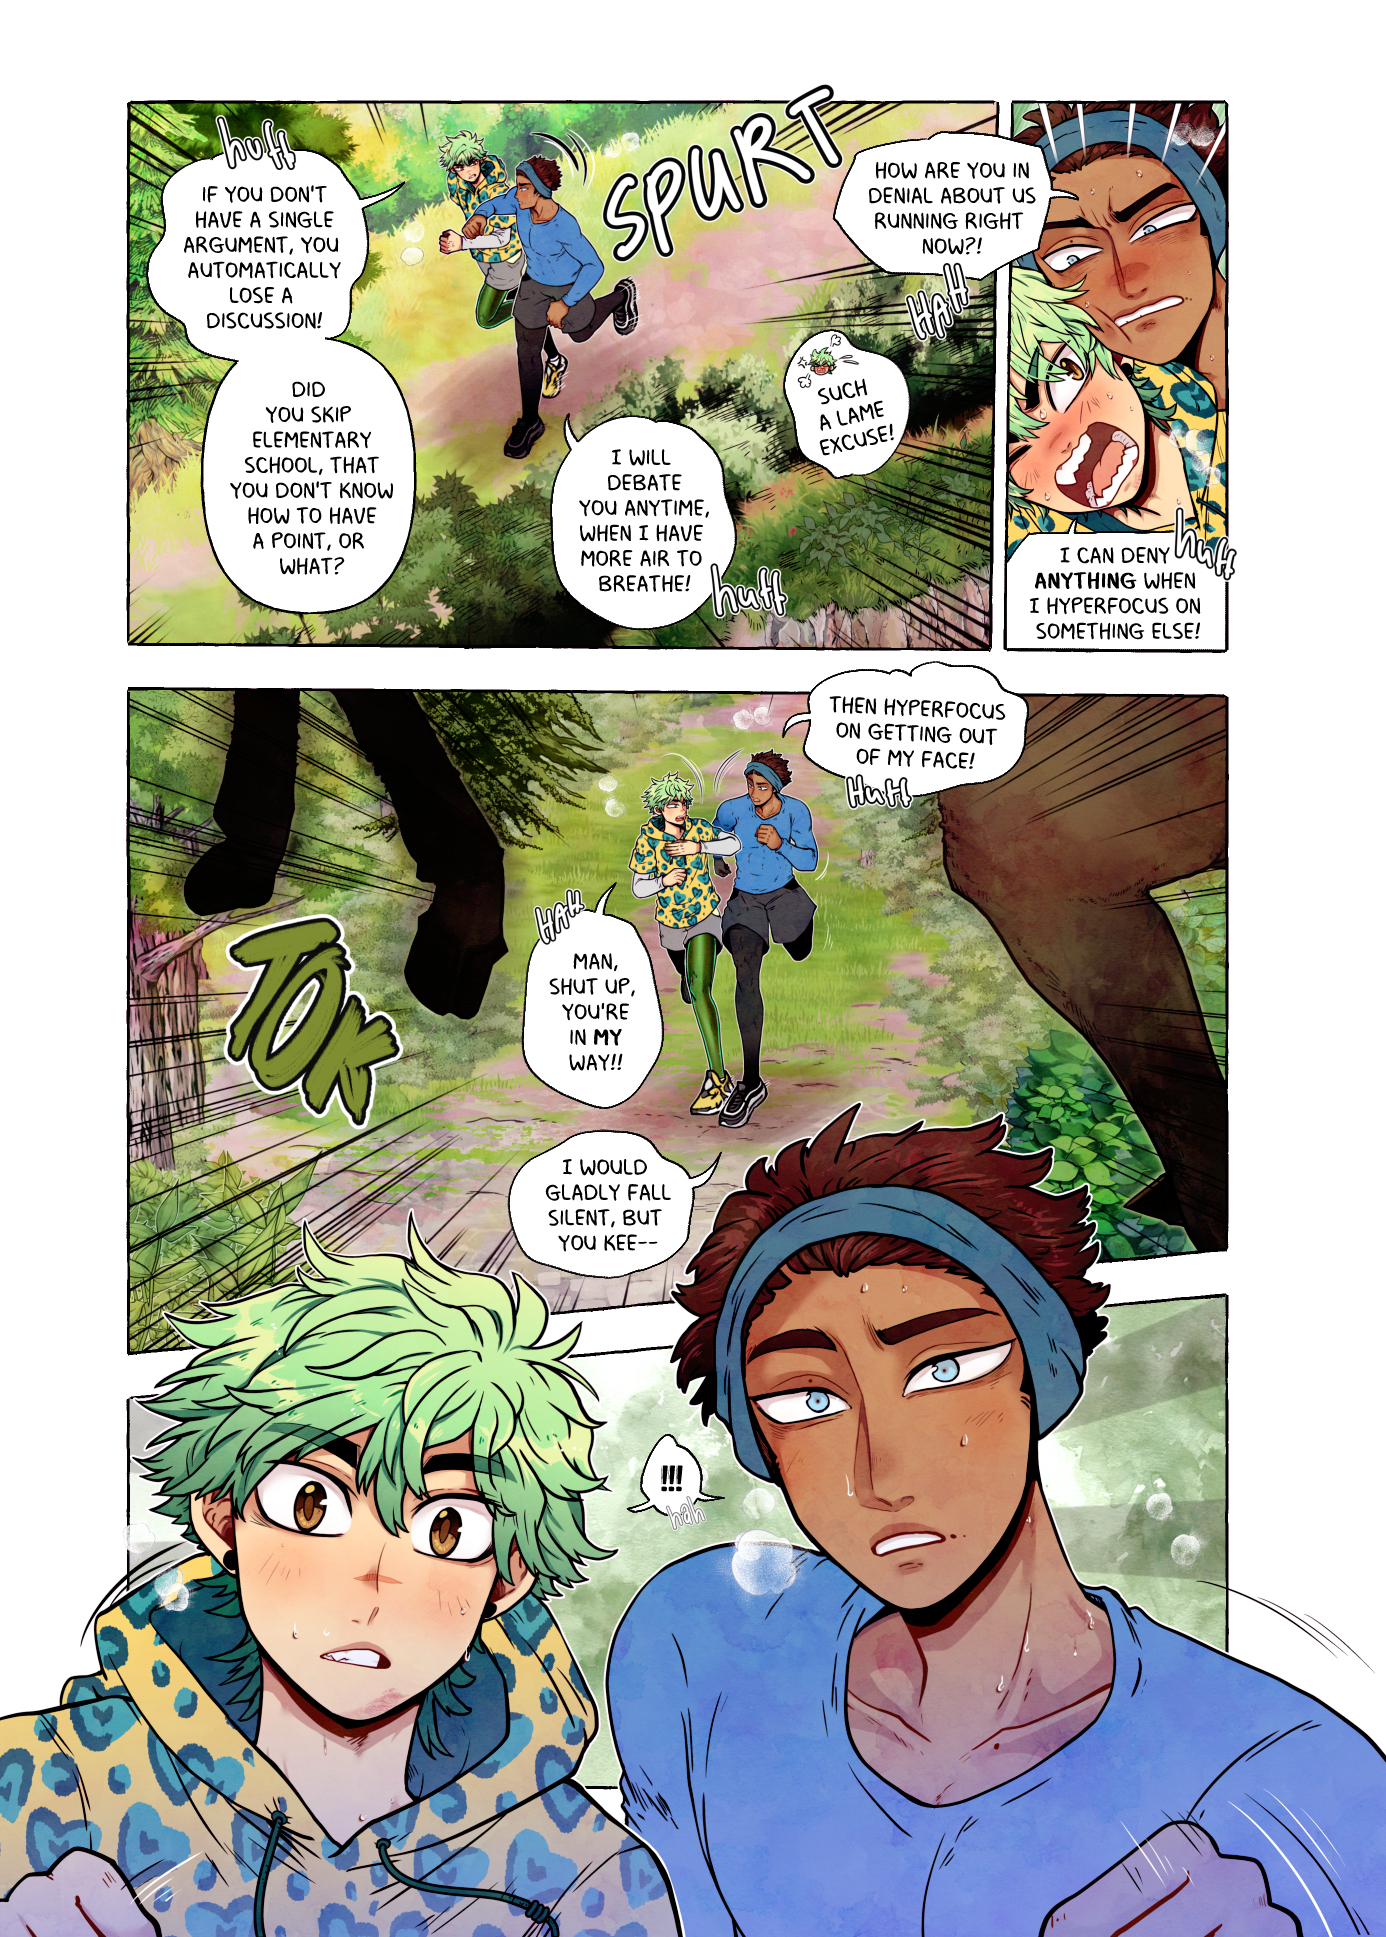 huff
IF YOU DON'T
HAVE A SINGLE
ARGUMENT, YOU
AUTOMATICALLY
LOSE A
DISCUSSION!
DID
YOU SKIP
ELEMENTARY
SCHOOL, THAT
YOU DON'T KNOW
HOW TO HAVE
A POINT, OR
WHAT?
SPURT
I WILL
DEBATE
YOU ANYTIME,
WHEN I HAVE
MORE AIR TO
BREATHE!
huff
SUCH
A LAME
EXCUSE!
HOW ARE YOU IN
DENIAL ABOUT US
RUNNING RIGHT
NOW?!
HAH
huff
I CAN DENY
ANYTHING WHEN
I HYPERFOCUS ON
SOMETHING ELSE!
THEN HYPERFOCUS
ON GETTING OUT
OF MY FACE!
Huff
HAH
MAN,
SHUT UP,
YOU'RE
IN MY
WAY!!
TOK
I WOULD
GLADLY FALL
SILENT, BUT
YOU KEE--
!!!
hah